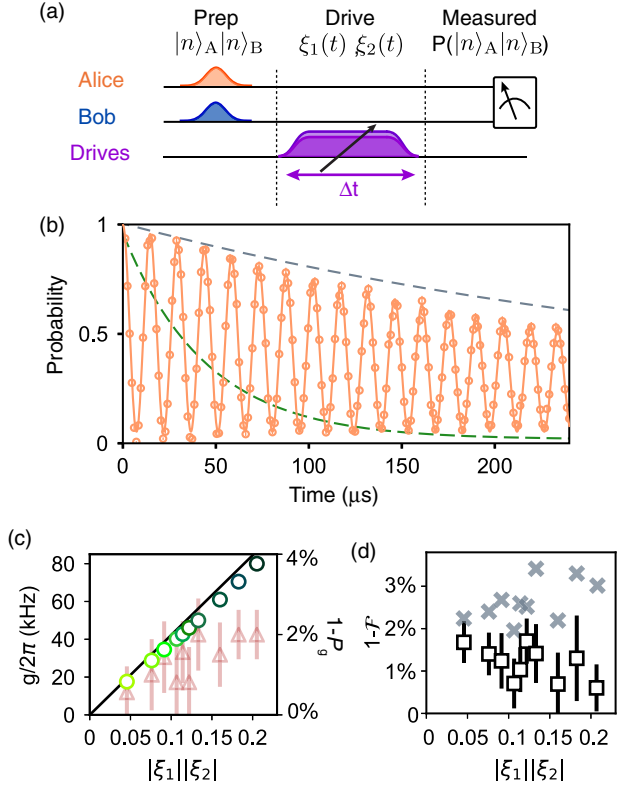 (a)
Prep
Drive
Measured
|n⟩A|n⟩B
ξ1(t) ξ2(t)
P(|n⟩A|n⟩B)
Alice
Bob
Drives
Δt
(b)
Probability
1
0.5
0
0
50
100
150
200
Time (μs)
(c)
g/2π (kHz)
80
60
40
20
0
4%
2%
0%
1-Pg
0
0.05
0.1
0.15
0.2
|ξ1||ξ2|
(d)
1-ℱ
3%
2%
1%
0
0
0.05
0.1
0.15
0.2
|ξ1||ξ2|